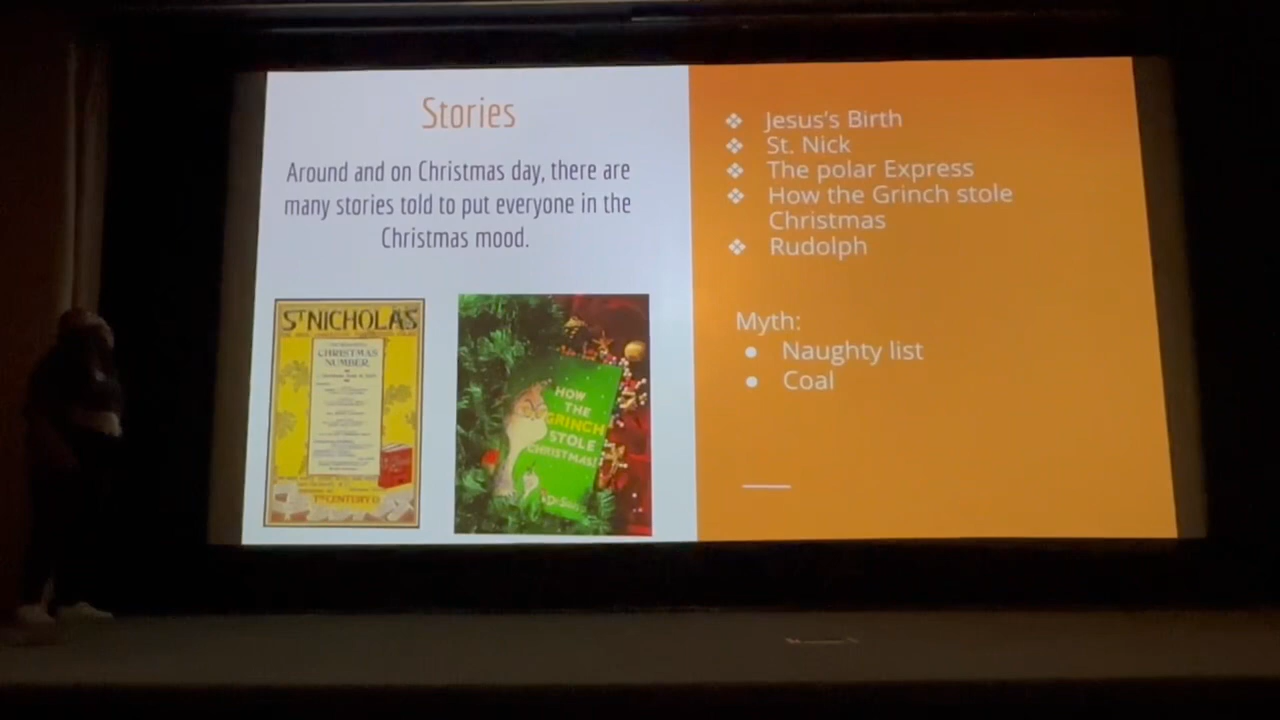 Stories
Around and on Christmas day, there are
many stories told to put everyone in the
Christmas mood.
ST NICHOLAS
CHRISTMAS
NUMBER
HOW
THE
GRINCH
STOLE
CHRISTMAS!
❖ Jesus's Birth
❖ St. Nick
❖ The polar Express
❖ How the Grinch stole
Christmas
❖ Rudolph
Myth:
● Naughty list
● Coal